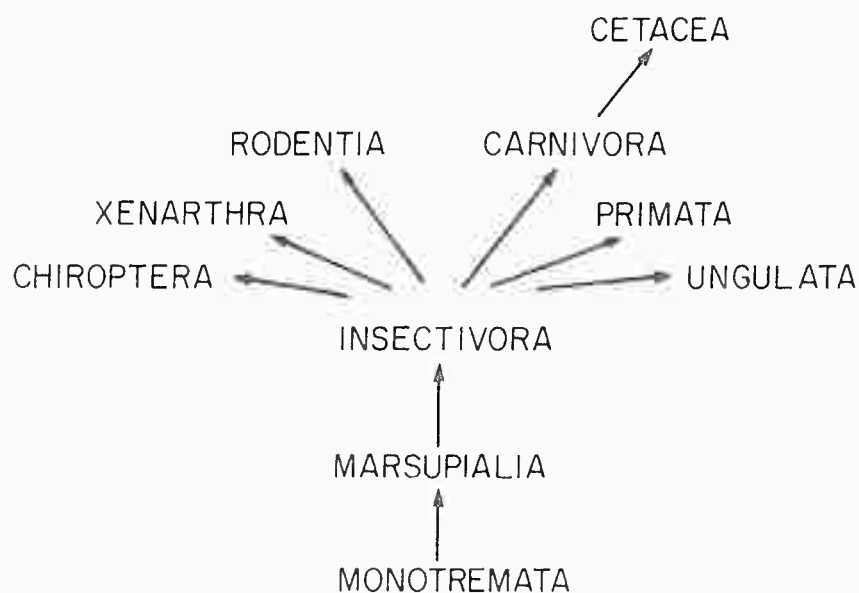 CETACEA
RODENTIA CARNIVORA
XENARTHRA PRIMATA
CHIROPTERA UNGULATA
INSECTIVORA
MARSUPIALIA
MONOTREMATA